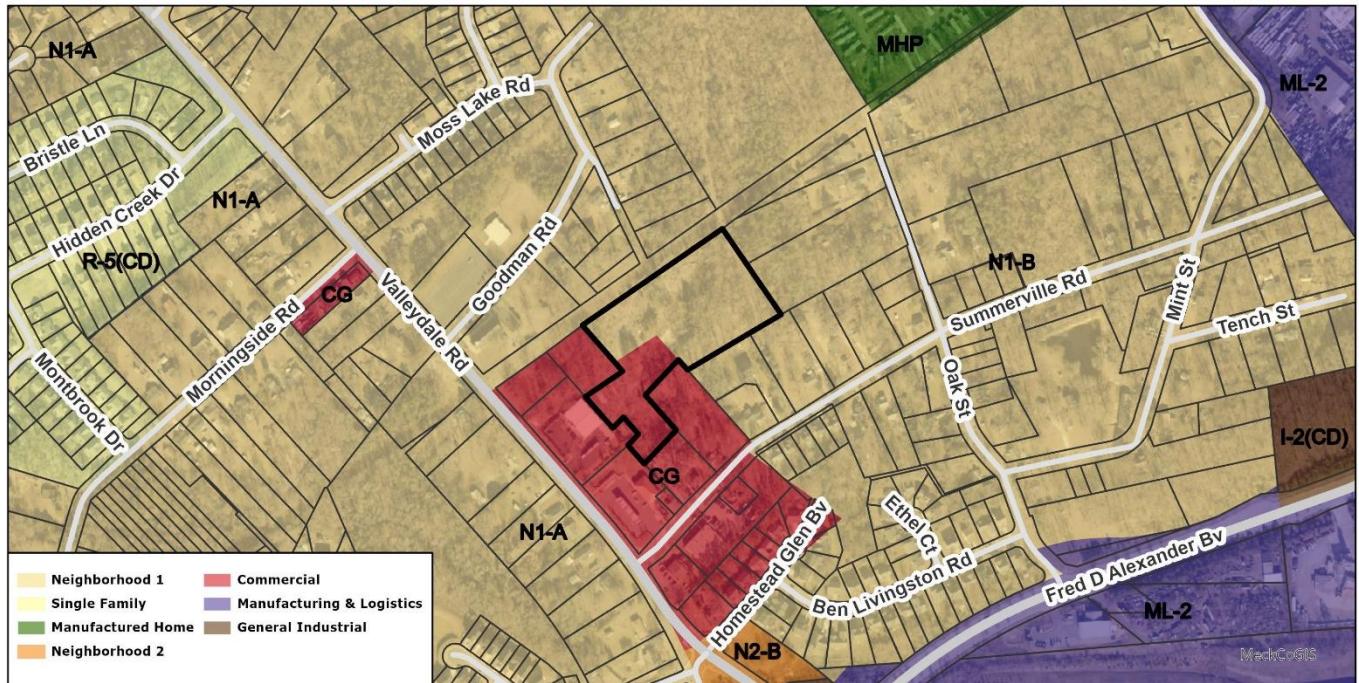 N1-A
MHP
ML-2
Moss Lake Rd
Bristle Ln
Hidden Creek Dr
N1-A
Goodman Rd
R-5(CD)
N1-B
CG
Valleydale Rd
Summerville Rd
Mint St
Tench St
Morningside Rd
Montbrook Dr
Oak St
I-2(CD)
CG
N1-A
Ethel Ct
Homestead Glen Bv
Ben Livingston Rd
Fred D Alexander Bv
ML-2
N2-B
MeckCoGIS
Neighborhood 1
Single Family
Manufactured Home
Neighborhood 2
Commercial
Manufacturing & Logistics
General Industrial